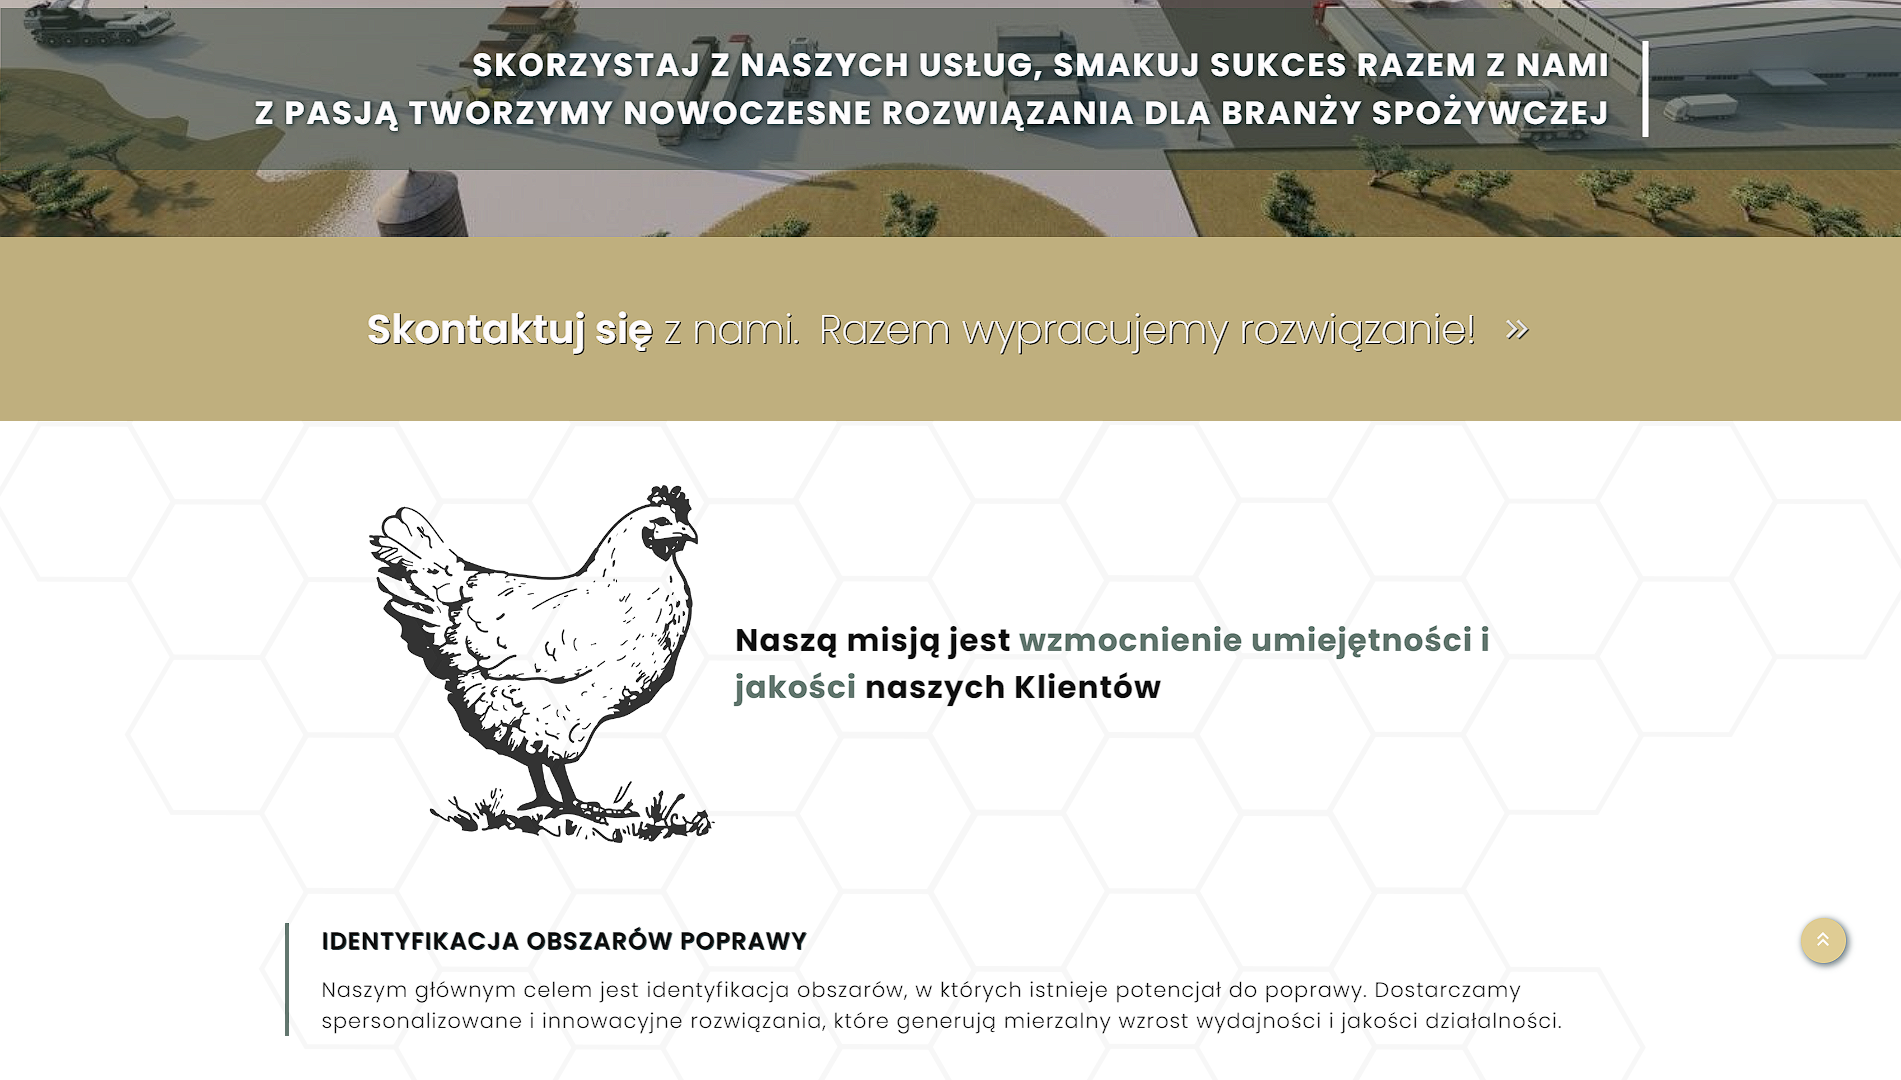 SKORZYSTAJ Z NASZYCH USŁUG, SMAKUJ SUKCES RAZEM Z NAMI
Z PASJĄ TWORZYMY NOWOCZESNE ROZWIĄZANIA DLA BRANŻY SPOŻYWCZEJ
Skontaktuj się z nami. Razem wypracujemy rozwiązanie! »
Naszą misją jest wzmocnienie umiejętności i
jakości naszych Klientów
IDENTYFIKACJA OBSZARÓW POPRAWY
Naszym głównym celem jest identyfikacja obszarów, w których istnieje potencjał do poprawy. Dostarczamy
spersonalizowane i innowacyjne rozwiązania, które generują mierzalny wzrost wydajności i jakości działalności.